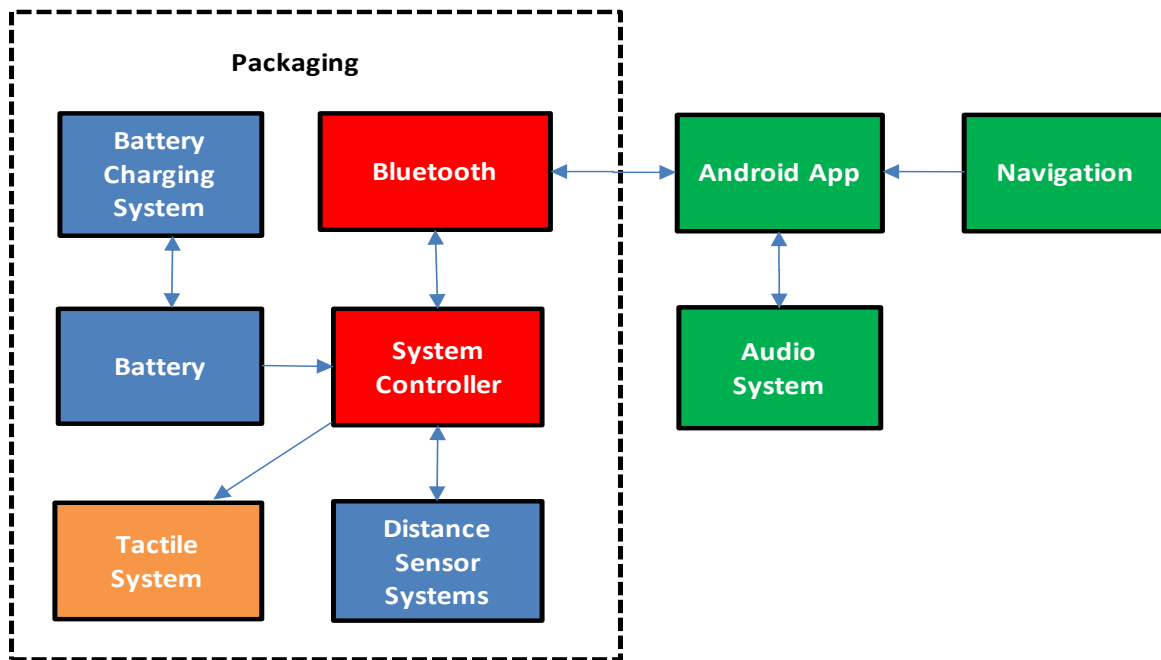 Packaging
Battery
Charging
System
Bluetooth
Android App
Navigation
Battery
System
Controller
Audio
System
Tactile
System
Distance
Sensor
Systems